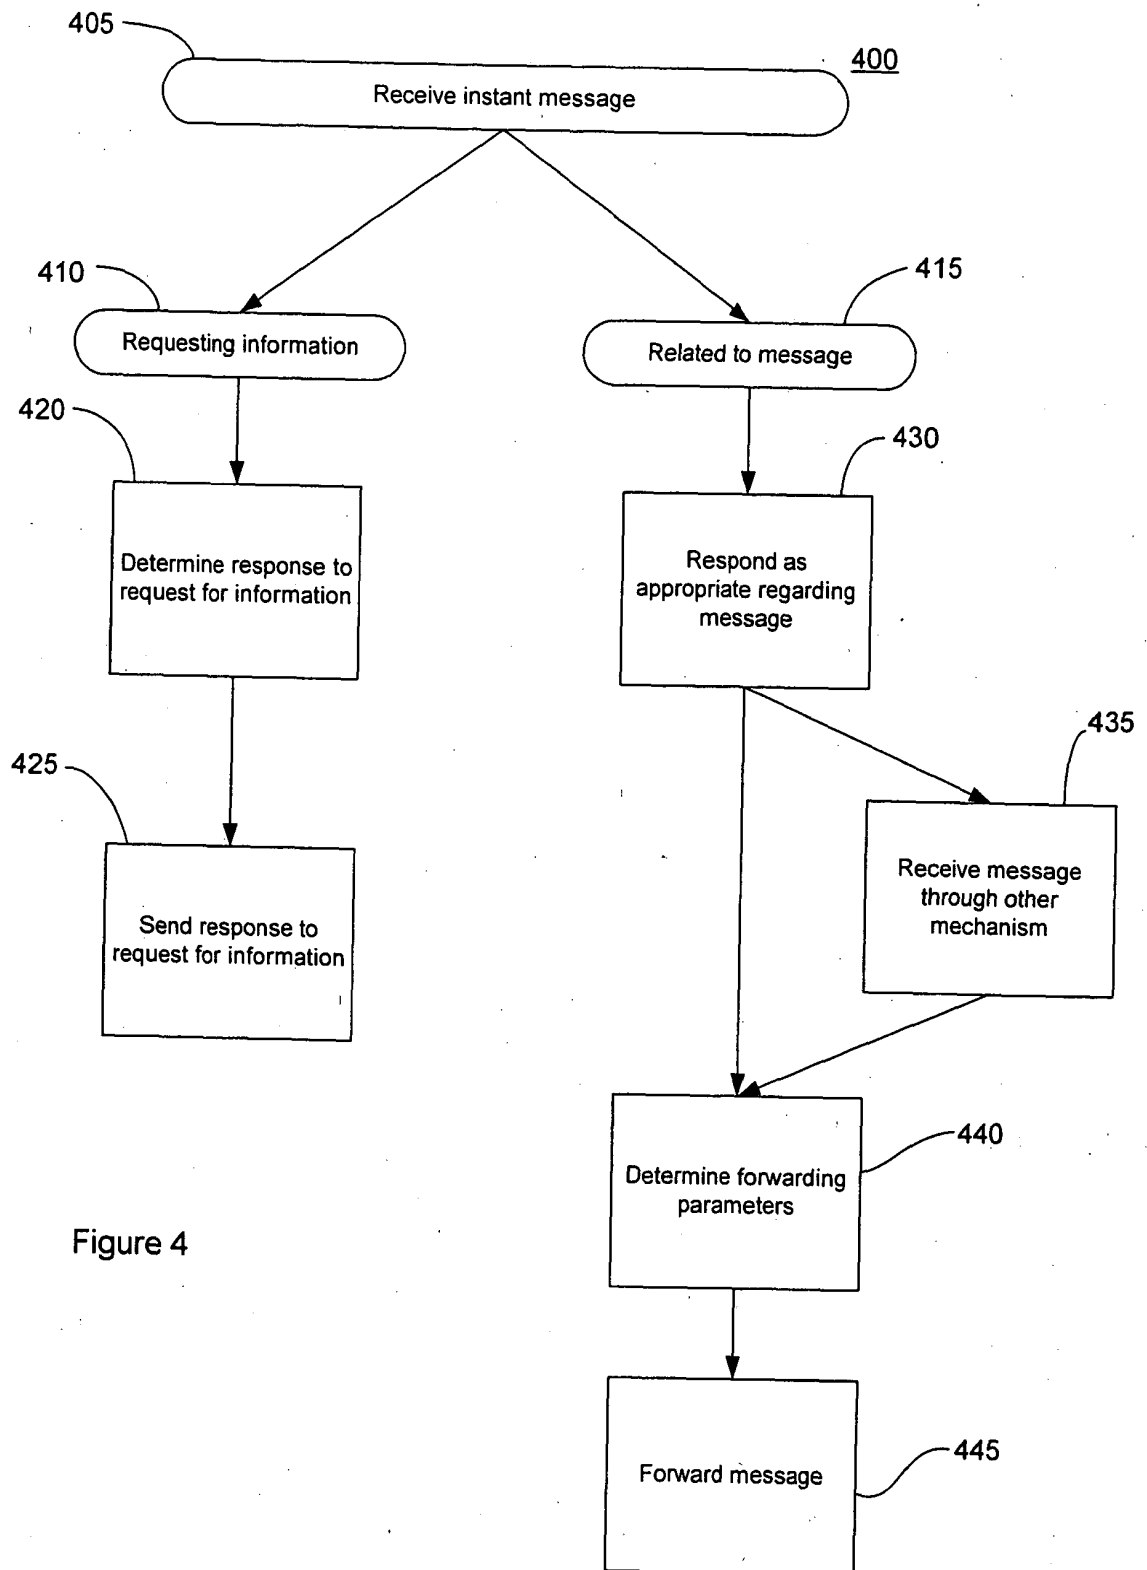 405
400
Receive instant message
410
415
Requesting information
Related to message
420
430
Determine response to
request for information
Respond as
appropriate regarding
message
435
425
Receive message
through other
mechanism
Send response to
request for information
440
Determine forwarding
parameters
Figure 4
445
Forward message